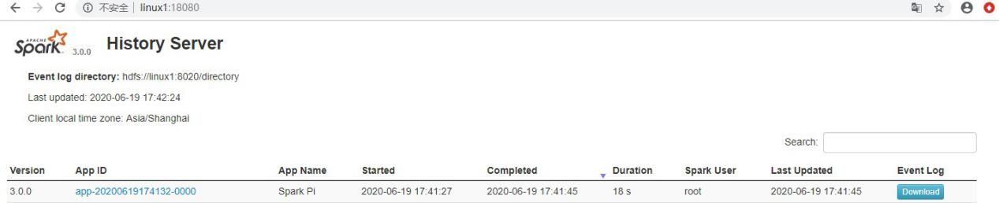 不安全 linux1:18080
APACHE
Spark 3.0.0 History Server
Event log directory: hdfs://linux1:8020/directory
Last updated: 2020-06-19 17:42:24
Client local time zone: Asia/Shanghai
Search:
Version App ID App Name Started Completed Duration Spark User Last Updated Event Log
3.0.0 app-20200619174132-0000 Spark Pi 2020-06-19 17:41:27 2020-06-19 17:41:45 18 s root 2020-06-19 17:41:45 Download